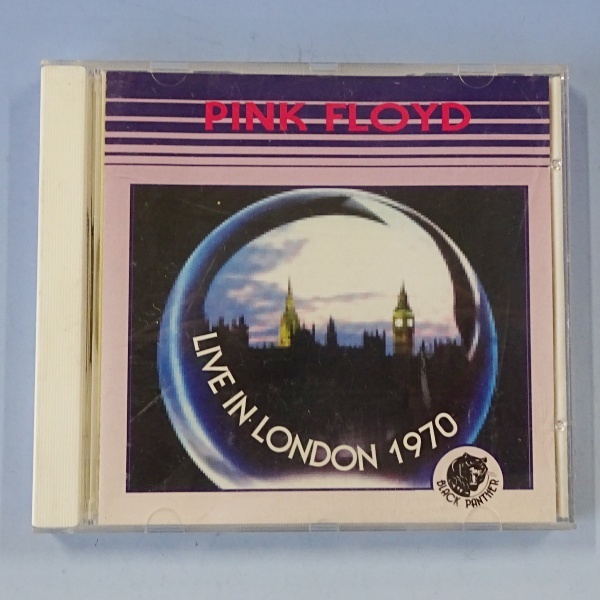 PINK FLOYD
LIVE IN LONDON 1970
BLACK PANTHER